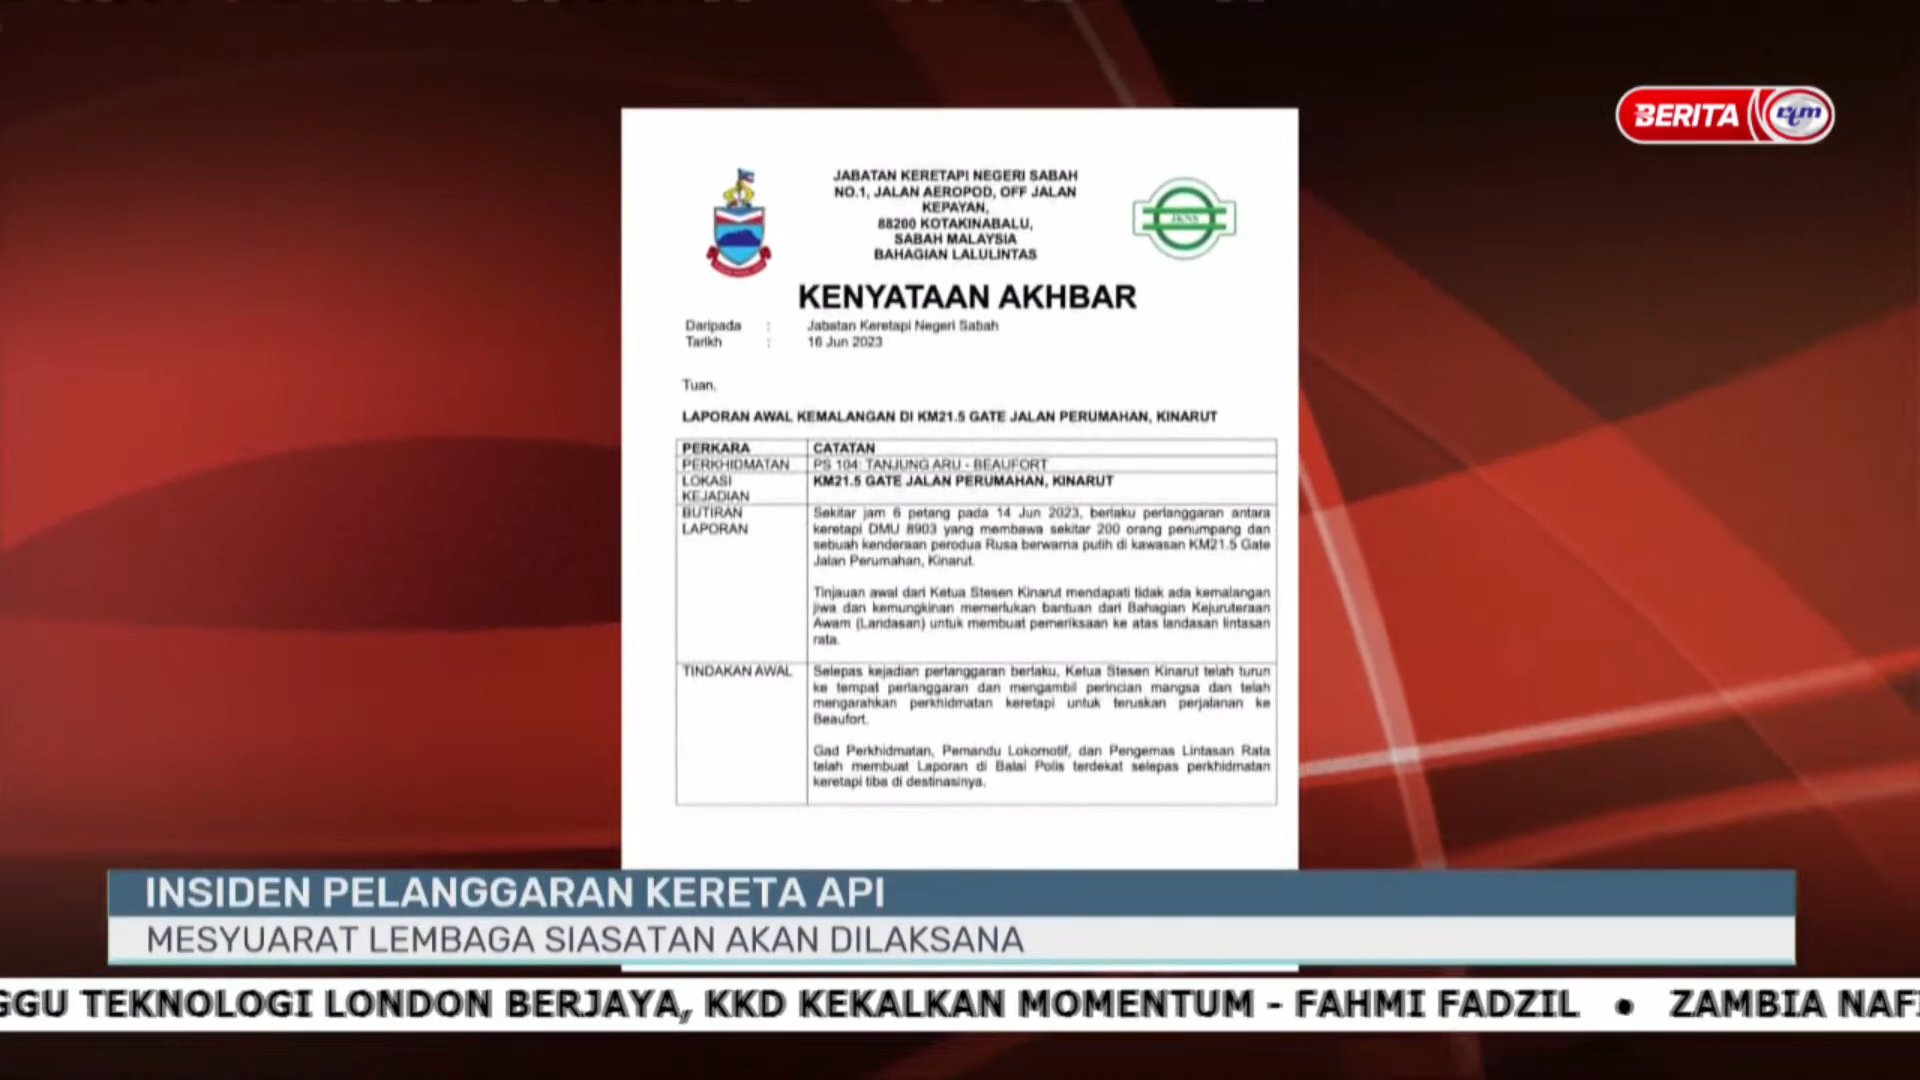 BERITA rtm
JABATAN KERETAPI NEGERI SABAH
NO.1, JALAN AEROPOD, OFF JALAN
KEPAYAN,
88200 KOTAKINABALU,
SABAH MALAYSIA
BAHAGIAN LALULINTAS
JKNS
KENYATAAN AKHBAR
Daripada : Jabatan Keretapi Negeri Sabah
Tarikh : 16 Jun 2023
Tuan,
LAPORAN AWAL KEMALANGAN DI KM21.5 GATE JALAN PERUMAHAN, KINARUT
PERKARA CATATAN
PERKHIDMATAN PS 104: TANJUNG ARU - BEAUFORT
LOKASI KM21.5 GATE JALAN PERUMAHAN, KINARUT
KEJADIAN
BUTIRAN Sekitar jam 6 petang pada 14 Jun 2023, berlaku perlanggaran antara
LAPORAN keretapi DMU 8903 yang membawa sekitar 200 orang penumpang dan
sebuah kenderaan perodua Rusa berwarna putih di kawasan KM21.5 Gate
Jalan Perumahan, Kinarut.
Tinjauan awal dari Ketua Stesen Kinarut mendapati tidak ada kemalangan
jiwa dan kemungkinan memerlukan bantuan dari Bahagian Kejuruteraan
Awam (Landasan) untuk membuat pemeriksaan ke atas landasan lintasan
rata.
TINDAKAN AWAL Selepas kejadian perlanggaran berlaku, Ketua Stesen Kinarut telah turun
ke tempat perlanggaran dan mengambil perincian mangsa dan telah
mengarahkan perkhidmatan keretapi untuk teruskan perjalanan ke
Beaufort.
Gad Perkhidmatan, Pemandu Lokomotif, dan Pengemas Lintasan Rata
telah membuat Laporan di Balai Polis terdekat selepas perkhidmatan
keretapi tiba di destinasinya.
INSIDEN PELANGGARAN KERETA API
MESYUARAT LEMBAGA SIASATAN AKAN DILAKSANA
GGU TEKNOLOGI LONDON BERJAYA, KKD KEKALKAN MOMENTUM - FAHMI FADZIL • ZAMBIA NAFI